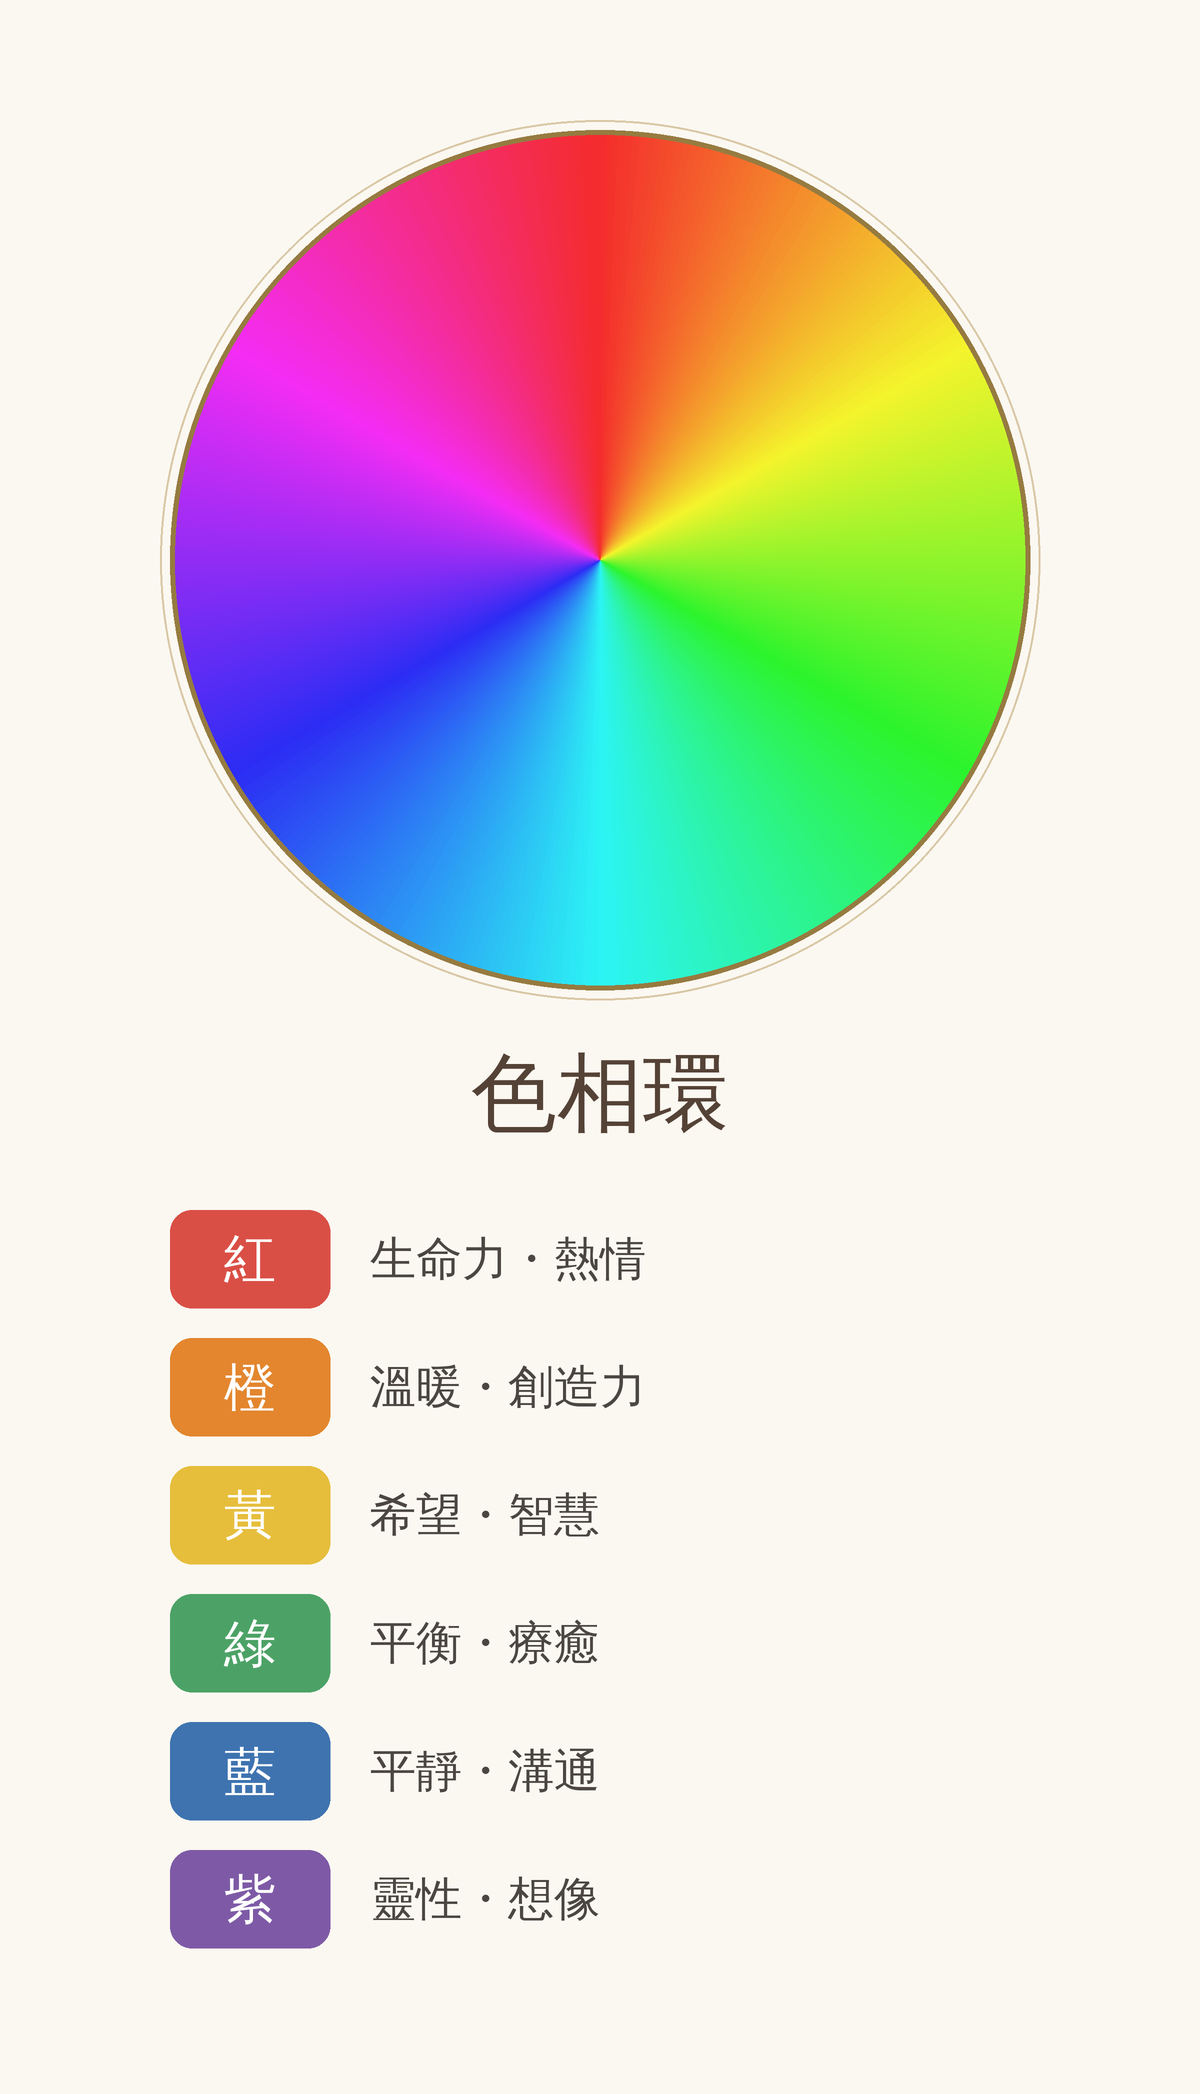 色相環
紅 生命力・熱情
橙 溫暖・創造力
黃 希望・智慧
綠 平衡・療癒
藍 平靜・溝通
紫 靈性・想像